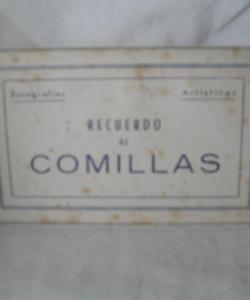 Fotografías Artísticas
RECUERDO
DE
COMILLAS